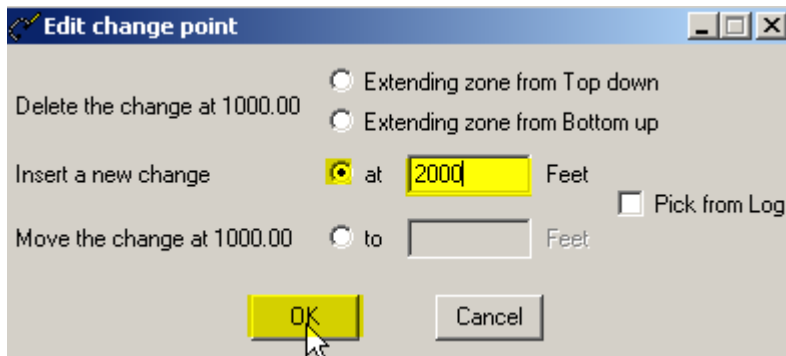 Edit change point
Extending zone from Top down
Delete the change at 1000.00
Extending zone from Bottom up
Insert a new change at 2000 Feet
Pick from Log
Move the change at 1000.00 to Feet
OK Cancel